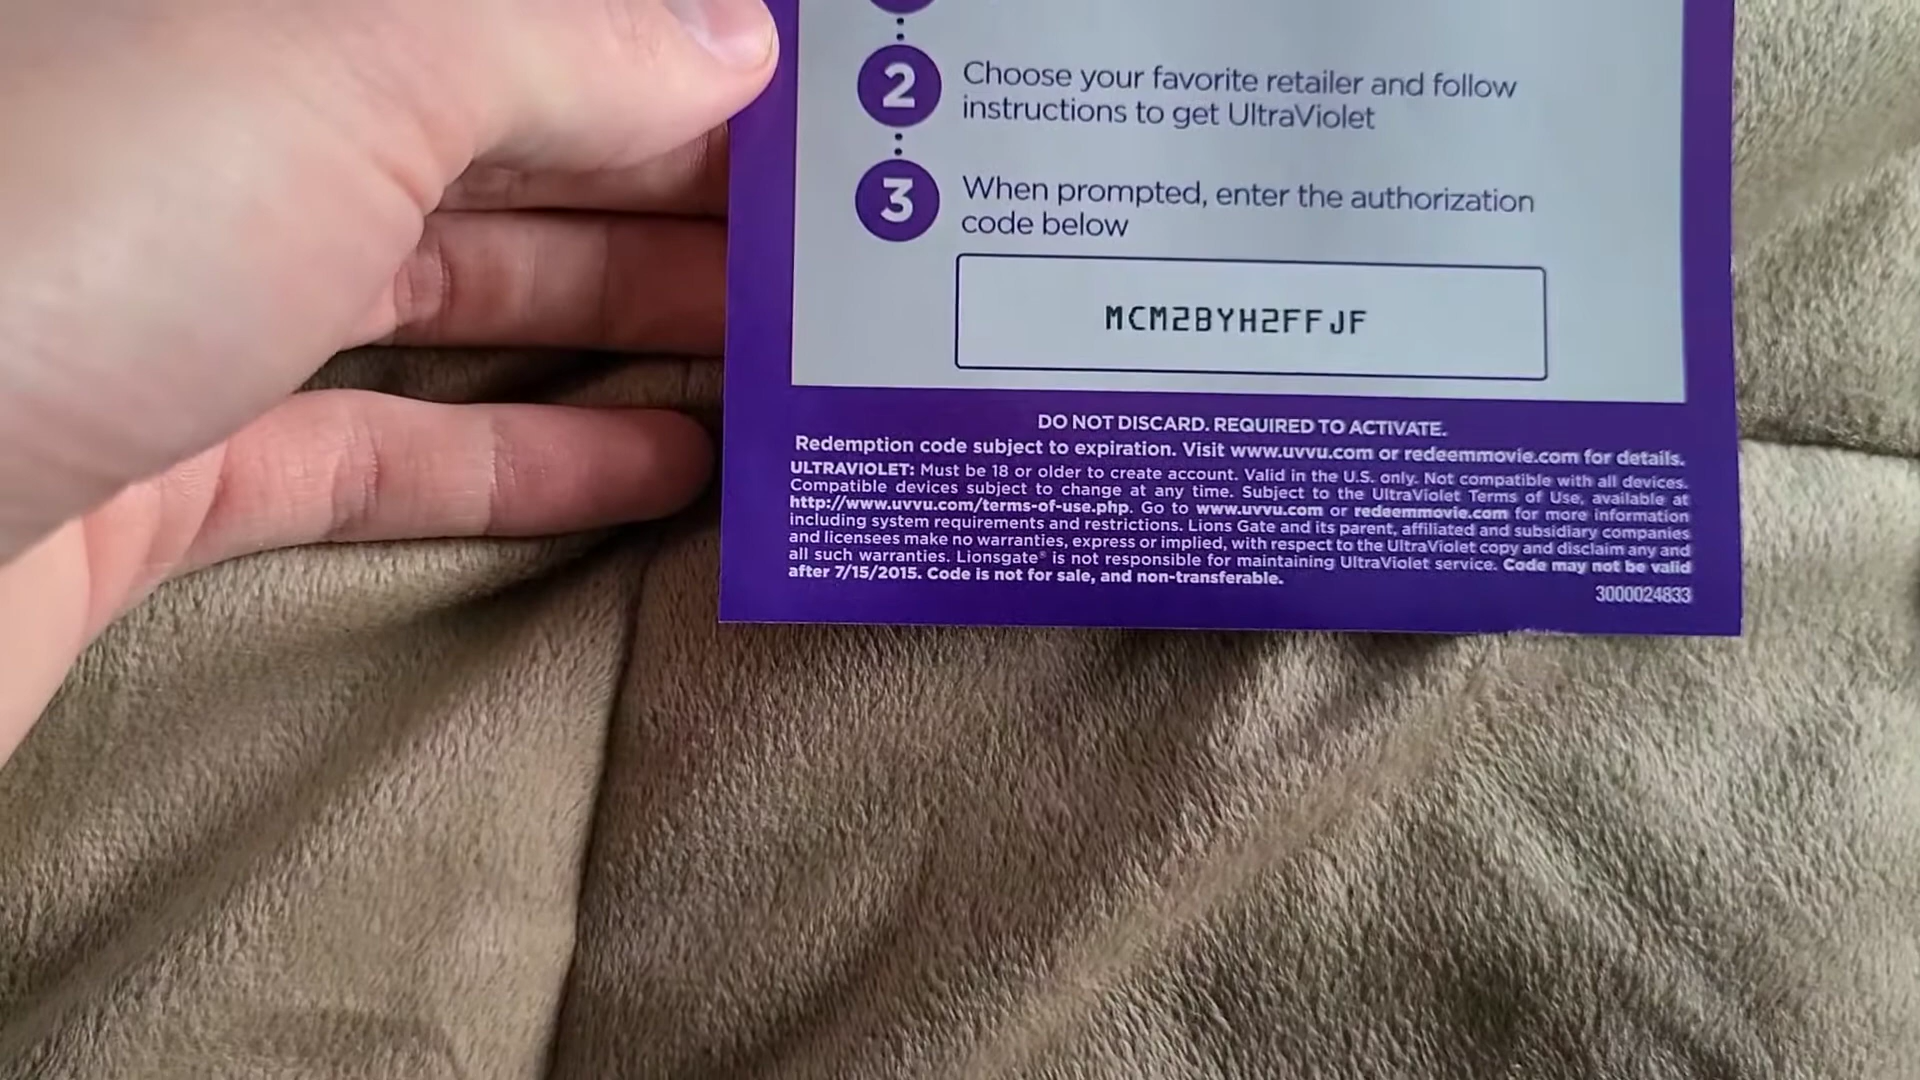 2 Choose your favorite retailer and follow
instructions to get UltraViolet
3 When prompted, enter the authorization
code below
MCM2BYH2FFJF
DO NOT DISCARD. REQUIRED TO ACTIVATE.
Redemption code subject to expiration. Visit www.uvvu.com or redeemmovie.com for details.
ULTRAVIOLET: Must be 18 or older to create account. Valid in the U.S. only. Not compatible with all devices.
Compatible devices subject to change at any time. Subject to the UltraViolet Terms of Use, available at
http://www.uvvu.com/terms-of-use.php. Go to www.uvvu.com or redeemmovie.com for more information
including system requirements and restrictions. Lions Gate and its parent, affiliated and subsidiary companies
and licensees make no warranties, express or implied, with respect to the UltraViolet copy and disclaim any and
all such warranties. Lionsgate® is not responsible for maintaining UltraViolet service. Code may not be valid
after 7/15/2015. Code is not for sale, and non-transferable.
3000024833